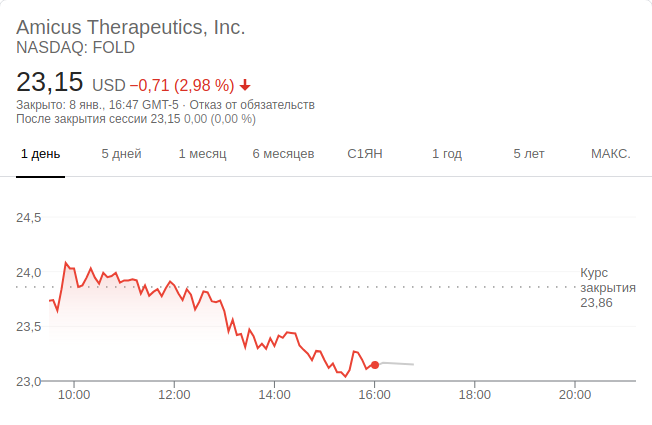 Amicus Therapeutics, Inc.
NASDAQ: FOLD
23,15 USD −0,71 (2,98 %)
Закрыто: 8 янв., 16:47 GMT-5 · Отказ от обязательств
После закрытия сессии 23,15 0,00 (0,00 %)
1 день 5 дней 1 месяц 6 месяцев С1ЯН 1 год 5 лет МАКС.
24,5
24,0
23,5
23,0
Курс
закрытия
23,86
10:00 12:00 14:00 16:00 18:00 20:00